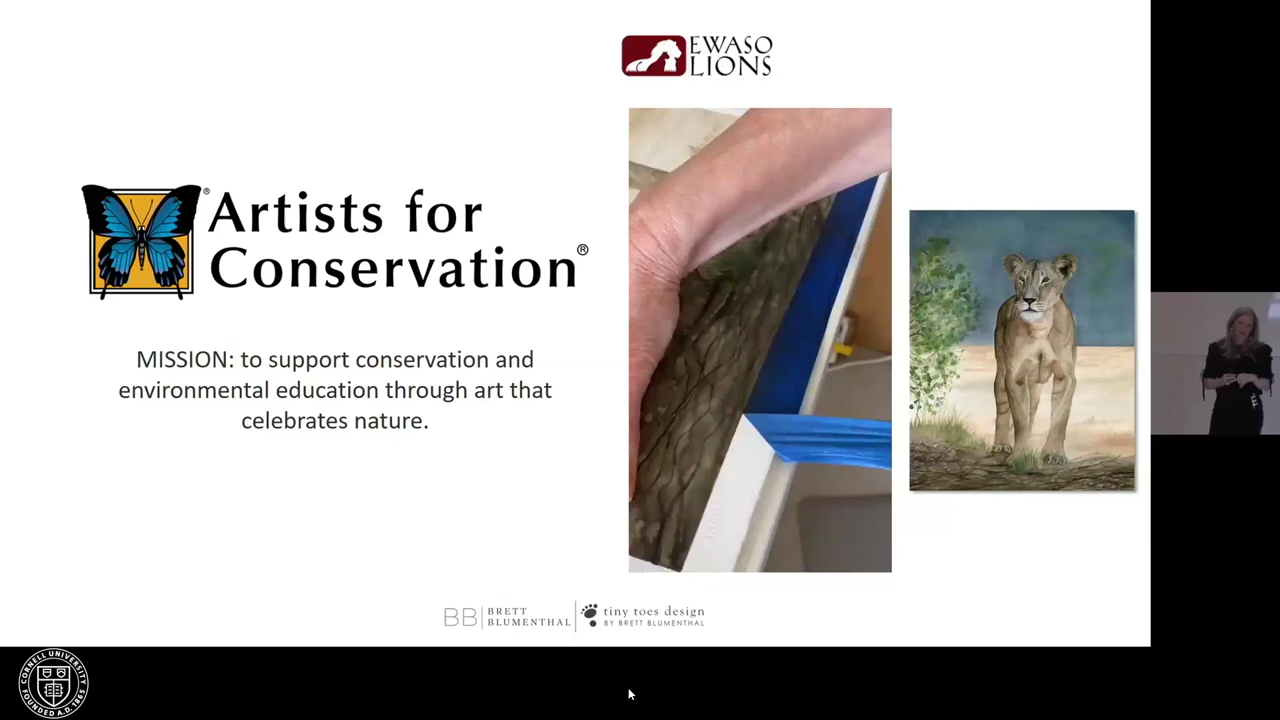 EWASO
LIONS
Artists for
Conservation®
MISSION: to support conservation and
environmental education through art that
celebrates nature.
BB BRETT
BLUMENTHAL
tiny toes design
BY BRETT BLUMENTHAL
CORNELL UNIVERSITY
FOUNDED A.D. 1865